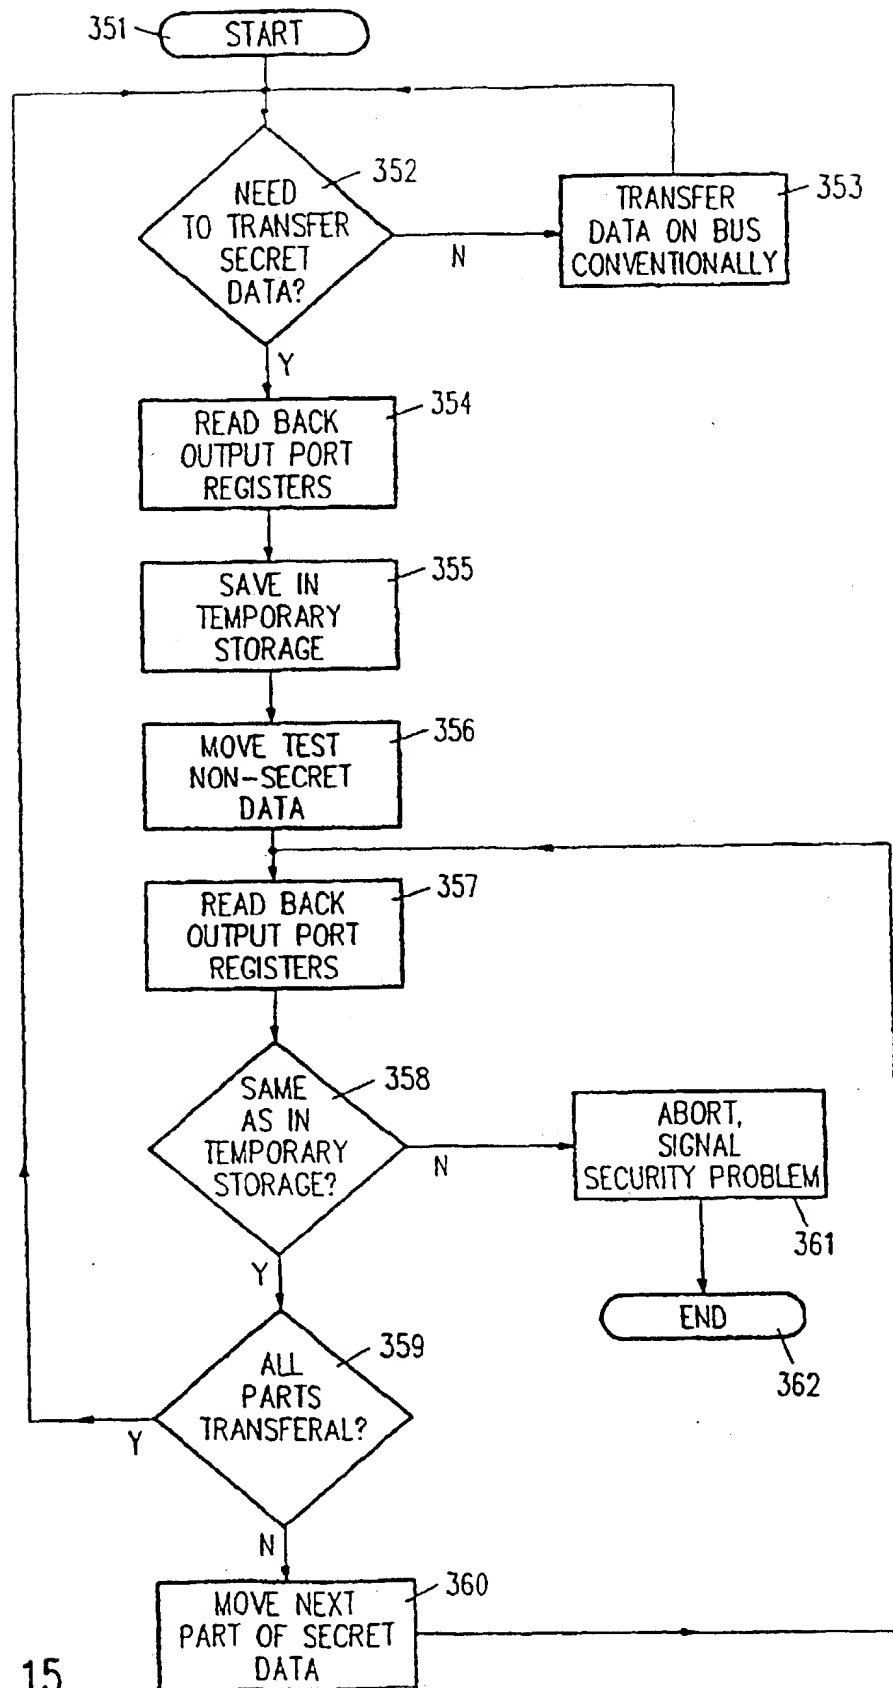 351
START
352
NEED
TO TRANSFER
SECRET
DATA?
N
TRANSFER
DATA ON BUS
CONVENTIONALLY
353
Y
READ BACK
OUTPUT PORT
REGISTERS
354
SAVE IN
TEMPORARY
STORAGE
355
MOVE TEST
NON-SECRET
DATA
356
READ BACK
OUTPUT PORT
REGISTERS
357
SAME
AS IN
TEMPORARY
STORAGE?
358
N
ABORT,
SIGNAL
SECURITY PROBLEM
361
Y
END
362
ALL
PARTS
TRANSFERAL?
359
Y
N
MOVE NEXT
PART OF SECRET
DATA
360
15